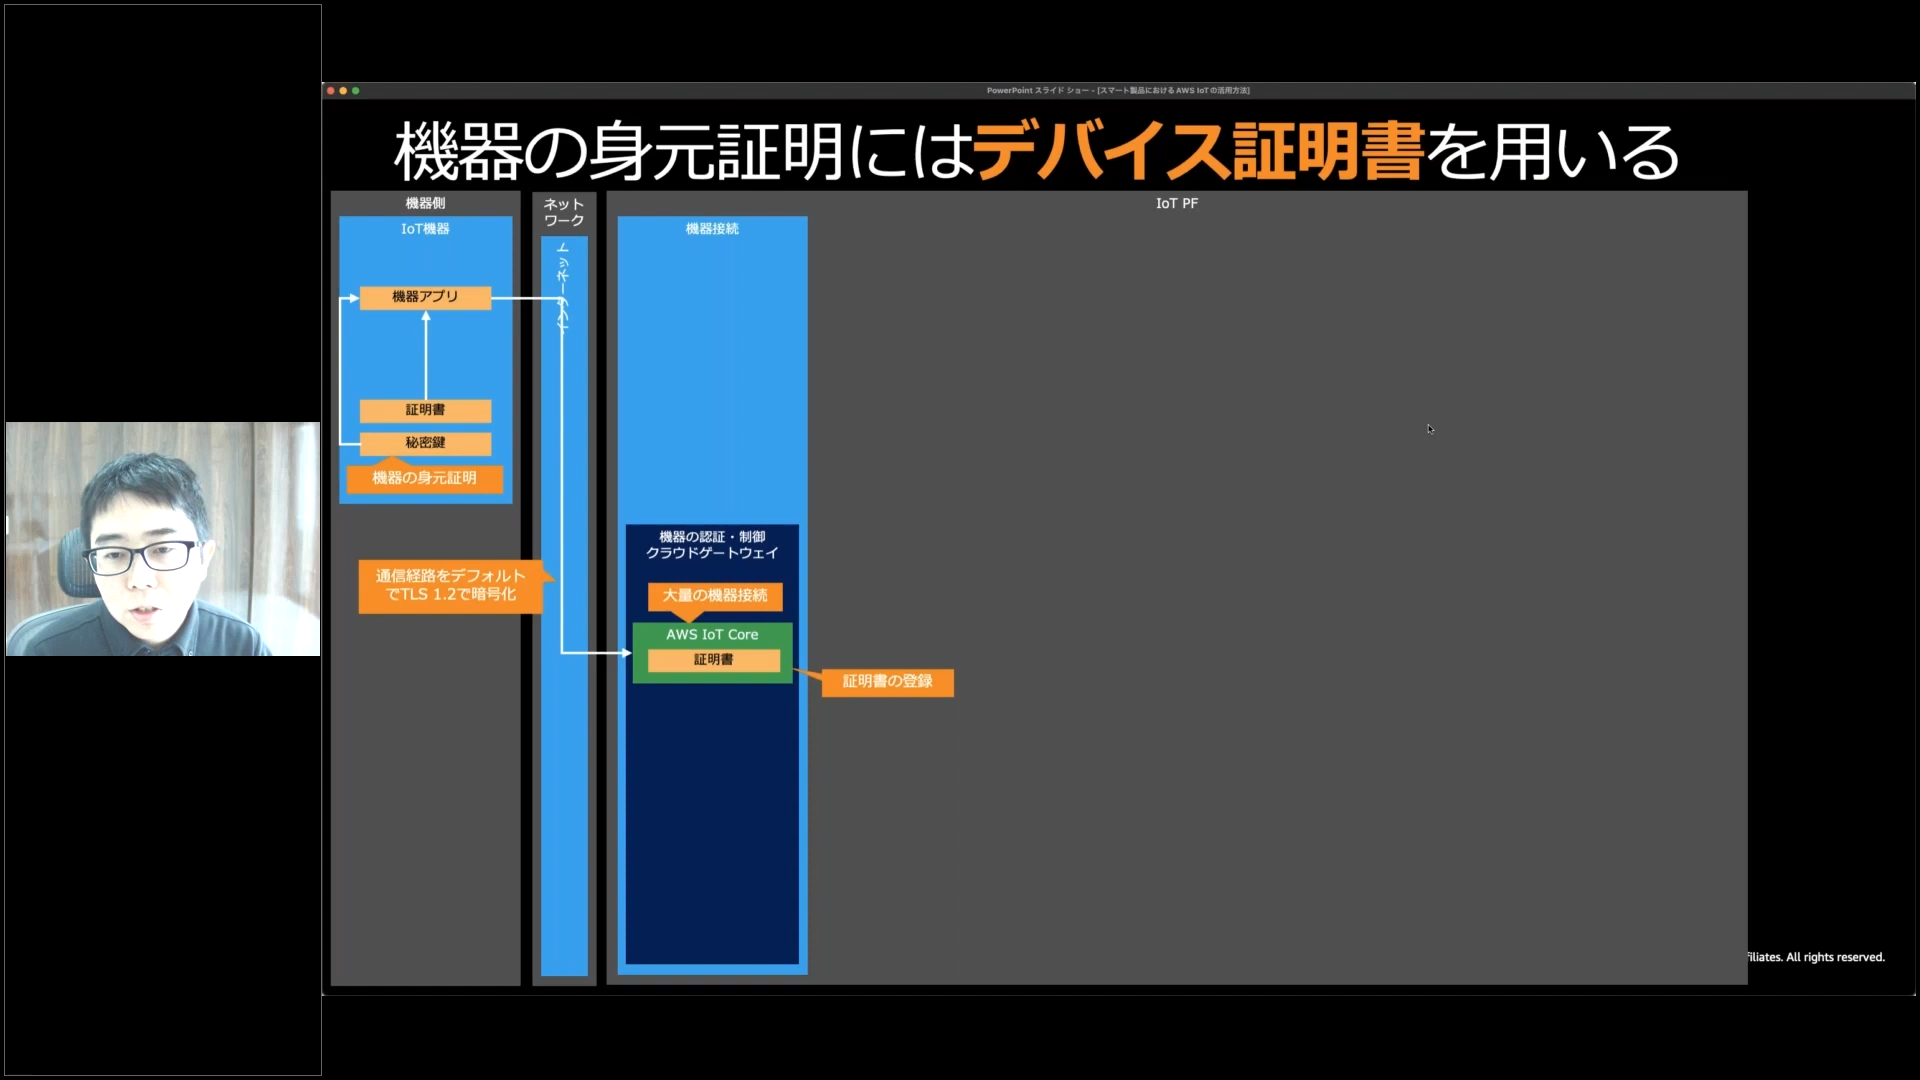 PowerPoint スライド ショー - [スマート製品における AWS IoT の活用方法]
機器の身元証明にはデバイス証明書を用いる
機器側
IoT機器
機器アプリ
証明書
秘密鍵
機器の身元証明
通信経路をデフォルト
でTLS 1.2で暗号化
ネット
ワーク
インターネット
IoT PF
機器接続
機器の認証・制御
クラウドゲートウェイ
大量の機器接続
AWS IoT Core
証明書
証明書の登録
filiates. All rights reserved.